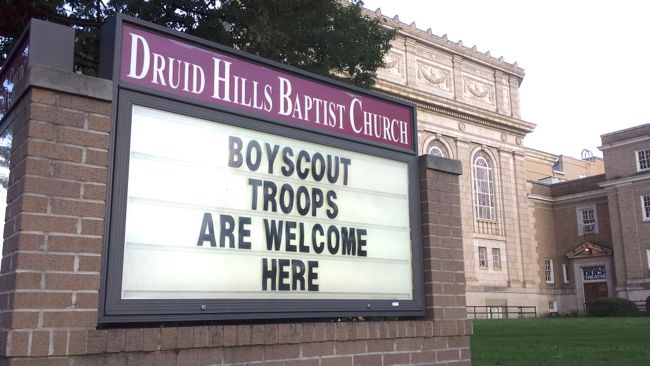 DRUID HILLS BAPTIST CHURCH
BOYSCOUT
TROOPS
ARE WELCOME
HERE